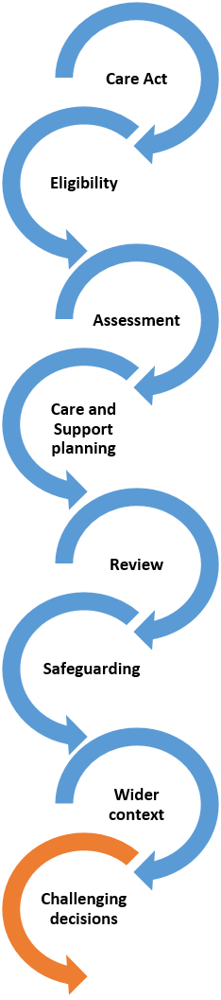 Care Act
Eligibility
Assessment
Care and
Support
planning
Review
Safeguarding
Wider
context
Challenging
decisions